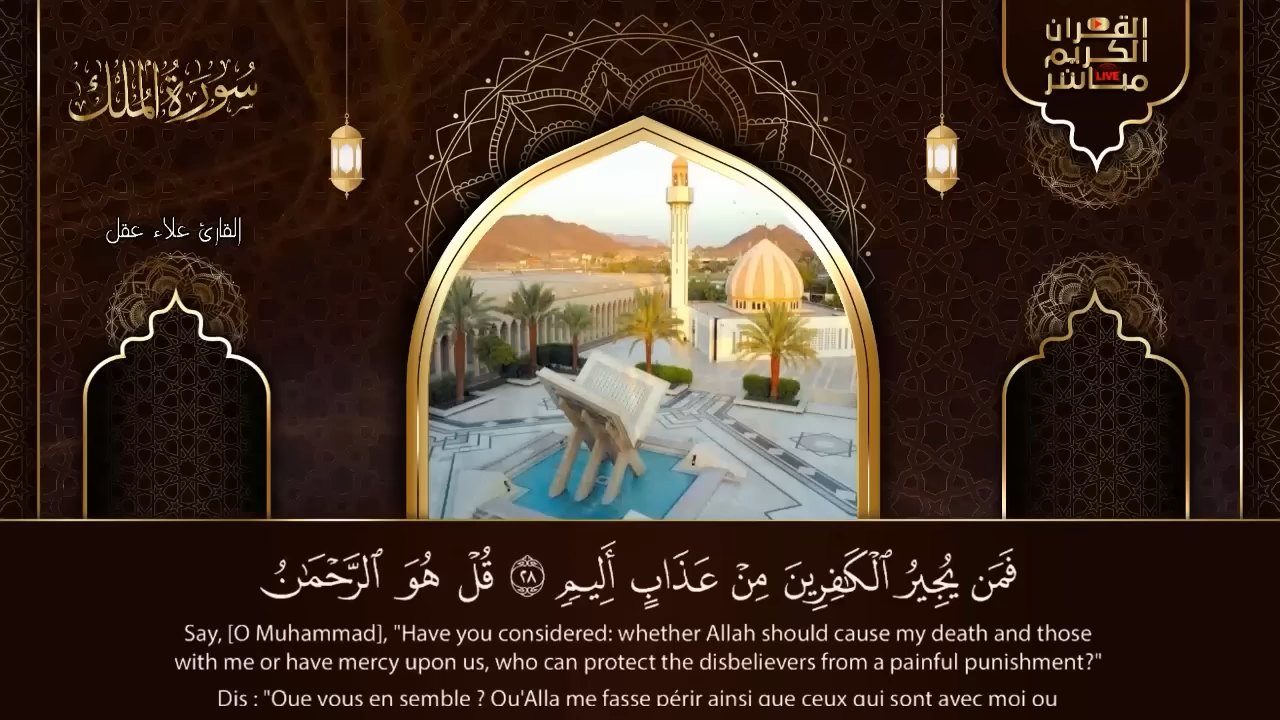 سُورَةُ المُلْك
القرآن
الكريم
مباشر
LIVE
القارئ علاء عقل
فَمَن يُجِيرُ ٱلْكَٰفِرِينَ مِنْ عَذَابٍ أَلِيمٍ ٢٨ قُلْ هُوَ ٱلرَّحْمَٰنُ
Say, [O Muhammad], "Have you considered: whether Allah should cause my death and those
with me or have mercy upon us, who can protect the disbelievers from a painful punishment?"
Dis : "Que vous en semble ? Qu'Alla me fasse périr ainsi que ceux qui sont avec moi ou